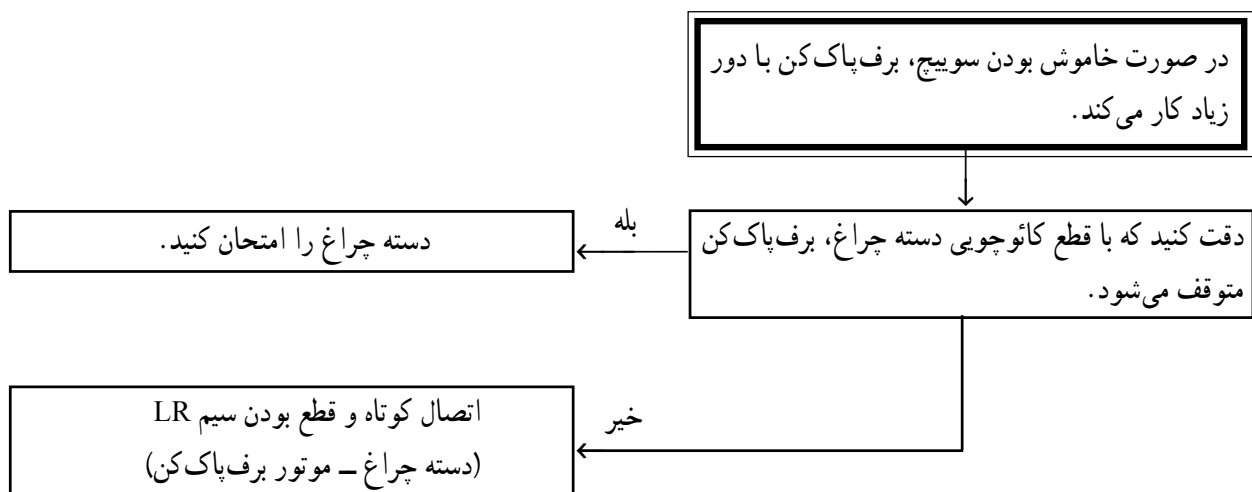 در صورت خاموش بودن سوییچ، برف‌پاک‌کن با دور
زیاد کار می‌کند.
دقت کنید که با قطع کائوچویی دسته چراغ، برف‌پاک‌کن
متوقف می‌شود.
بله
دسته چراغ را امتحان کنید.
خیر
اتصال کوتاه و قطع بودن سیم LR
(دسته چراغ ــ موتور برف‌پاک‌کن)